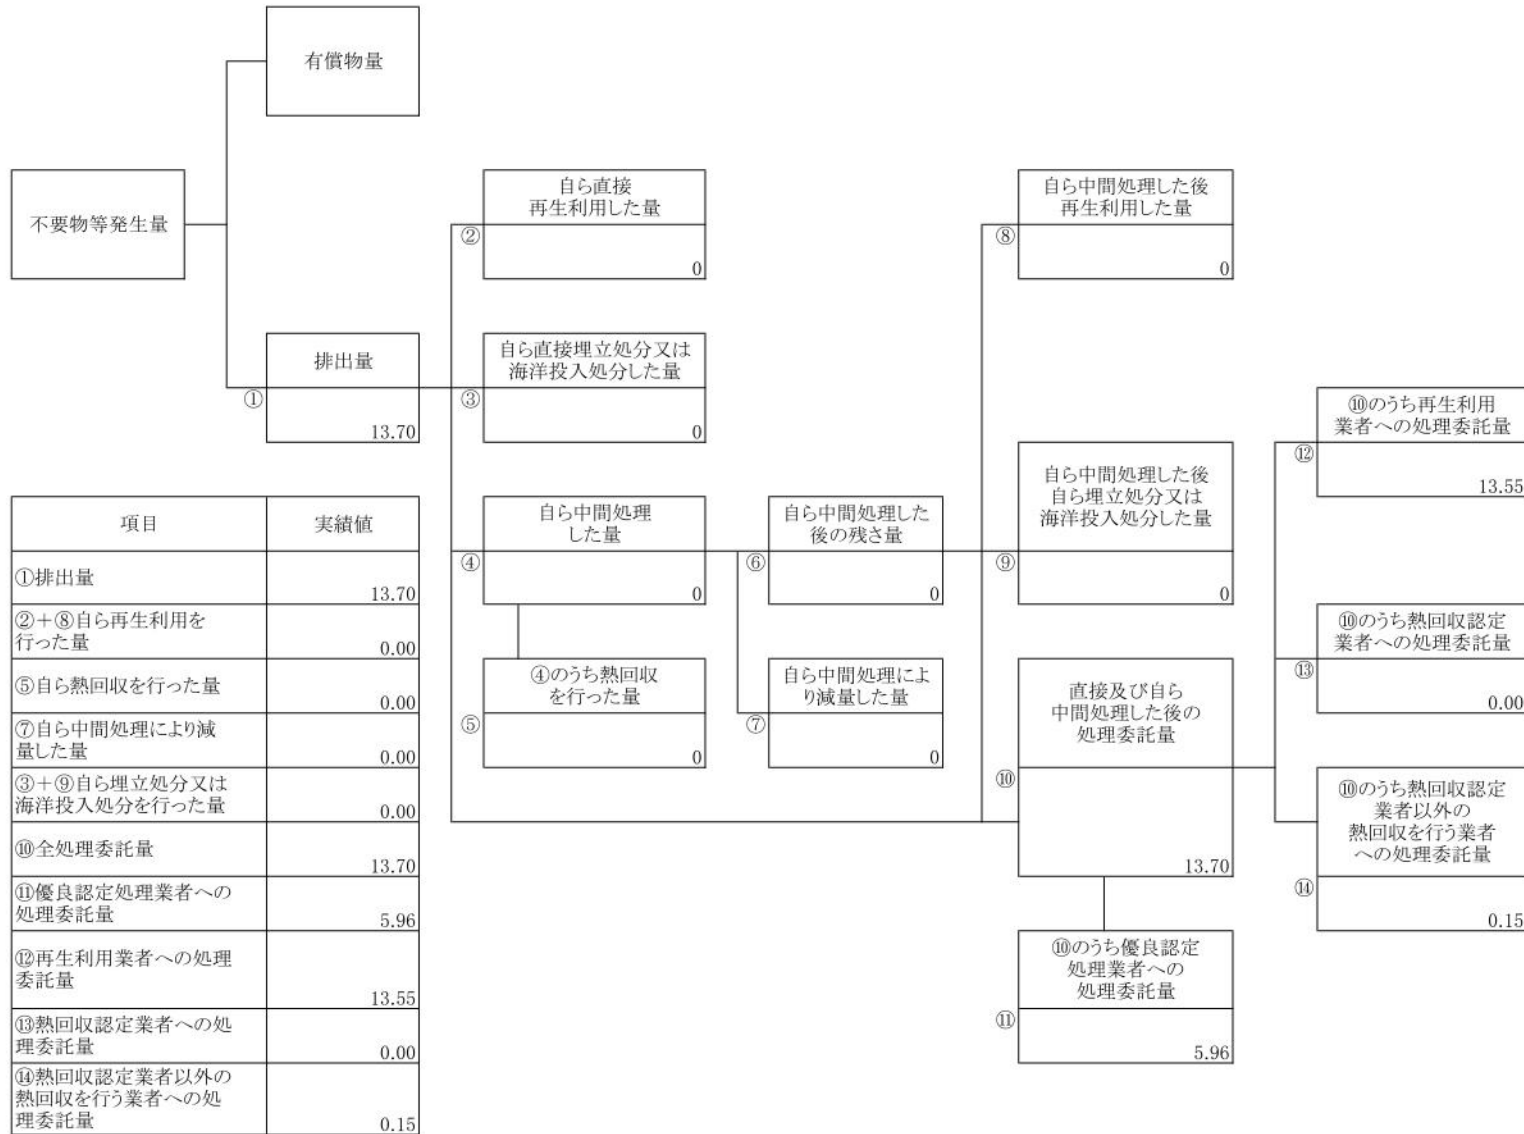 有償物量
不要物等発生量
排出量
①
13.70
自ら直接
再生利用した量
②
0
自ら直接埋立処分又は
海洋投入処分した量
③
0
自ら中間処理
した量
④
0
④のうち熱回収
を行った量
⑤
0
自ら中間処理した
後の残さ量
⑥
0
自ら中間処理によ
り減量した量
⑦
0
自ら中間処理した後
再生利用した量
⑧
0
自ら中間処理した後
自ら埋立処分又は
海洋投入処分した量
⑨
0
直接及び自ら
中間処理した後の
処理委託量
⑩
13.70
⑩のうち優良認定
処理業者への
処理委託量
⑪
5.96
⑩のうち再生利用
業者への処理委託量
⑫
13.55
⑩のうち熱回収認定
業者への処理委託量
⑬
0.00
⑩のうち熱回収認定
業者以外の
熱回収を行う業者
への処理委託量
⑭
0.15
項目 実績値
①排出量
13.70
②+⑧自ら再生利用を
行った量
0.00
⑤自ら熱回収を行った量
0.00
⑦自ら中間処理により減
量した量
0.00
③+⑨自ら埋立処分又は
海洋投入処分を行った量
0.00
⑩全処理委託量
13.70
⑪優良認定処理業者への
処理委託量
5.96
⑫再生利用業者への処理
委託量
13.55
⑬熱回収認定業者への処
理委託量
0.00
⑭熱回収認定業者以外の
熱回収を行う業者への処
理委託量
0.15